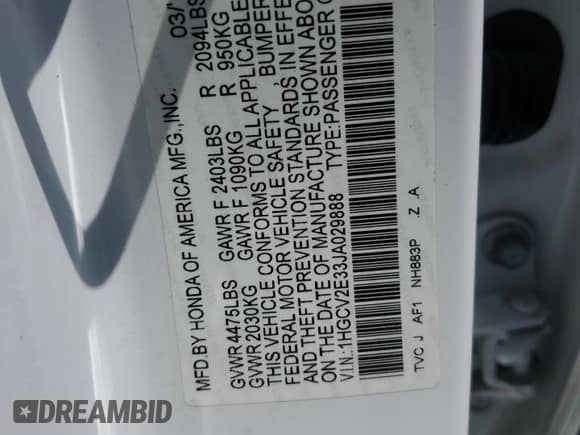 MFD.BY HONDA OF AMERICA MFG.,INC. 03/
GVWR 4475LBS GAWR F 2403LBS R 2094LBS
GVWR 2030KG GAWR F 1090KG R 950KG
THIS VEHICLE CONFORMS TO ALL APPLICABLE
FEDERAL MOTOR VEHICLE SAFETY, BUMPER
AND THEFT PREVENTION STANDARDS IN EFFE
ON THE DATE OF MANUFACTURE SHOWN ABO
V.I.N.:1HGCV2E33JA029888 TYPE:PASSENGER C
TVC J AF1 NH883P Z .A
DREAMBID